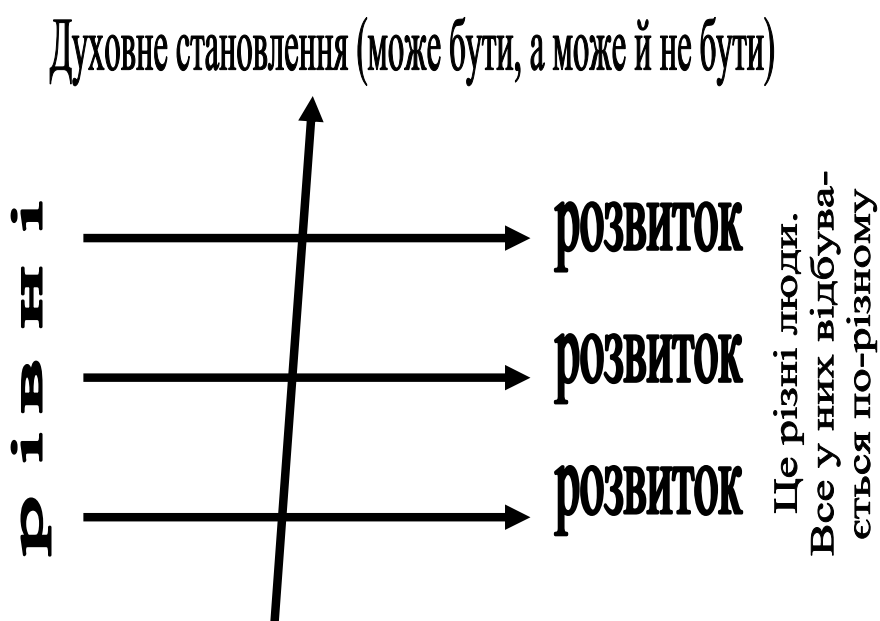 Духовне становлення (може бути, а може й не бути)
рівні
розвиток
розвиток
розвиток
Це різні люди.
Все у них відбува-
ється по-різному